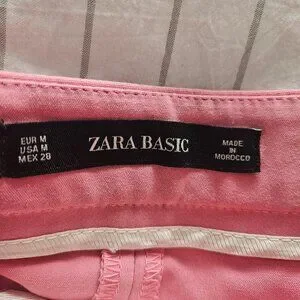 EUR M
USA M
MEX 28
ZARA BASIC
MADE
IN
MOROCCO